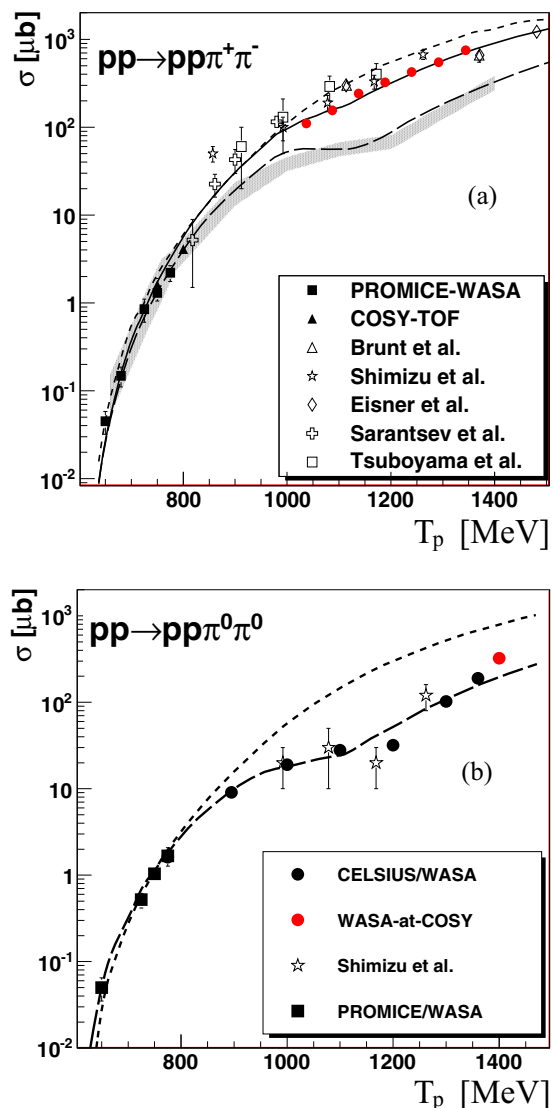 σ [μb]
pp→ppπ⁺π⁻
10³
10²
10
1
10⁻¹
10⁻²
(a)
PROMICE-WASA
COSY-TOF
Brunt et al.
Shimizu et al.
Eisner et al.
Sarantsev et al.
Tsuboyama et al.
800 1000 1200 1400
Tₚ [MeV]
σ [μb]
pp→ppπ⁰π⁰
10³
10²
10
1
10⁻¹
10⁻²
(b)
CELSIUS/WASA
WASA-at-COSY
Shimizu et al.
PROMICE/WASA
600 800 1000 1200 1400
Tₚ [MeV]